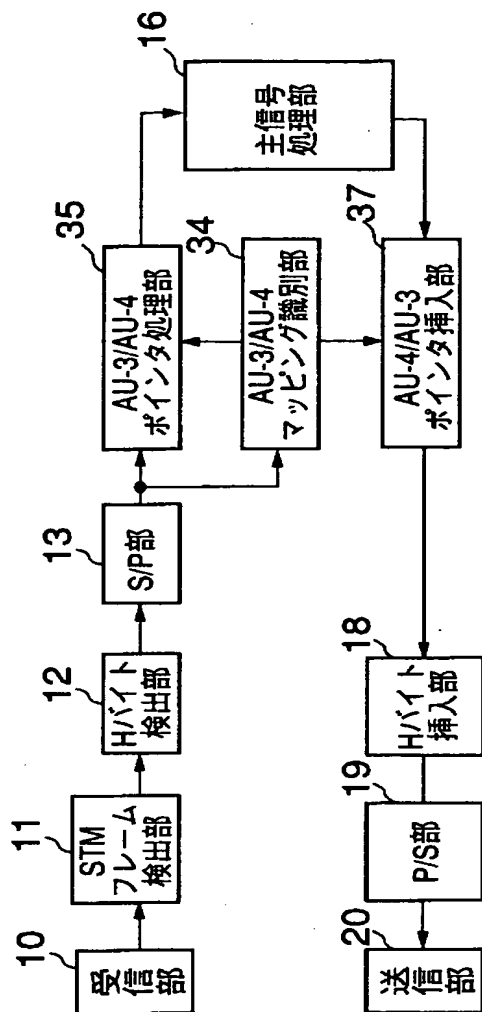 10
受信部
11
STM
フレーム
検出部
12
Hバイト
検出部
13
S/P部
35
AU-3/AU-4
ポインタ処理部
34
AU-3/AU-4
マッピング識別部
16
主信号
処理部
37
AU-4/AU-3
ポインタ挿入部
18
Hバイト
挿入部
19
P/S部
20
送信部